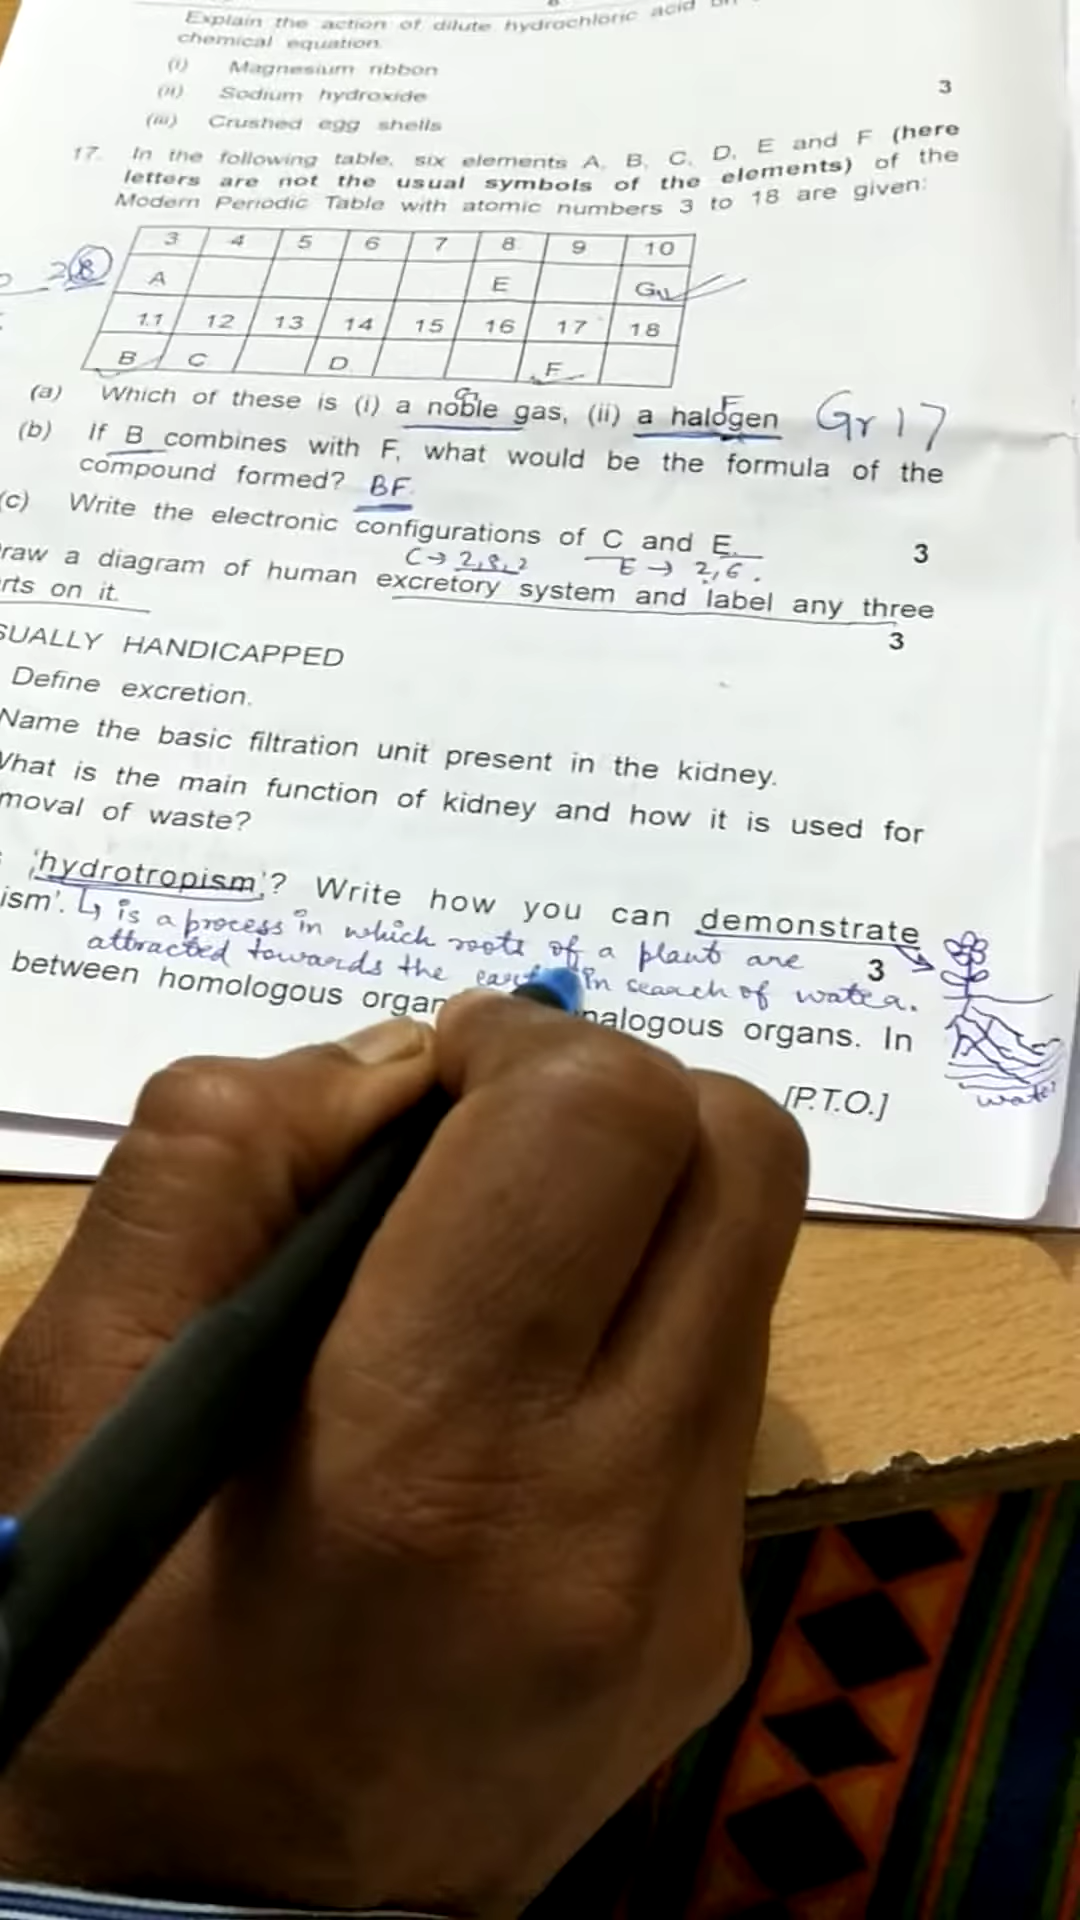 Explain the action of dilute hydrochloric acid
chemical equation.
(i) Magnesium ribbon
(ii) Sodium hydroxide
3
(iii) Crushed egg shells
17. In the following table, six elements A, B, C, D, E and F (here
letters are not the usual symbols of the elements) of the
Modern Periodic Table with atomic numbers 3 to 18 are given:
3 4 5 6 7 8 9 10
2 8
A E G
11 12 13 14 15 16 17 18
B C D F
G F
(a) Which of these is (i) a noble gas, (ii) a halogen Gr 17
(b) If B combines with F, what would be the formula of the
compound formed? BF
(c) Write the electronic configurations of C and E. 3
C → 2,8,2 E → 2,6.
raw a diagram of human excretory system and label any three
rts on it. 3
SUALLY HANDICAPPED
Define excretion.
Name the basic filtration unit present in the kidney.
What is the main function of kidney and how it is used for
moval of waste?
'hydrotropism'? Write how you can demonstrate
ism'. ↳ is a process in which roots of a plant are 3
attracted towards the in search of water.
between homologous organ nalogous organs. In
water
[P.T.O.]